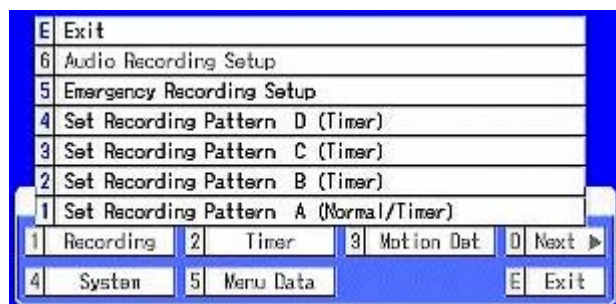 E Exit
6 Audio Recording Setup
5 Emergency Recording Setup
4 Set Recording Pattern D (Timer)
3 Set Recording Pattern C (Timer)
2 Set Recording Pattern B (Timer)
1 Set Recording Pattern A (Normal/Timer)
1 Recording 2 Timer 3 Motion Det 0 Next ▶
4 System 5 Menu Data E Exit